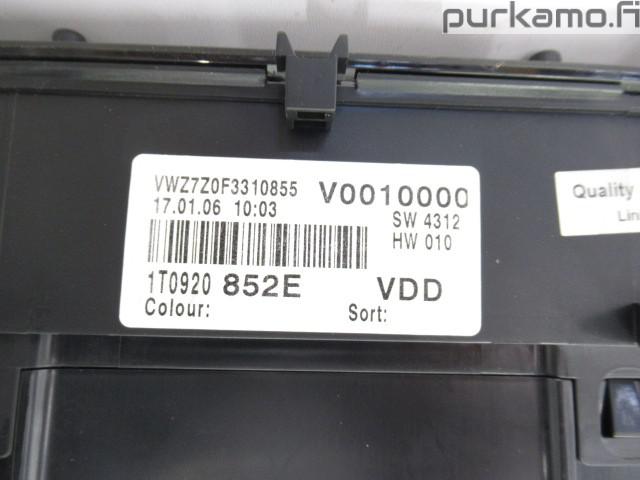 purkamo.fi
VWZ7Z0F3310855 V0010000
17.01.06 10:03 SW 4312
HW 010
1T0920 852E VDD
Colour: Sort:
Quality